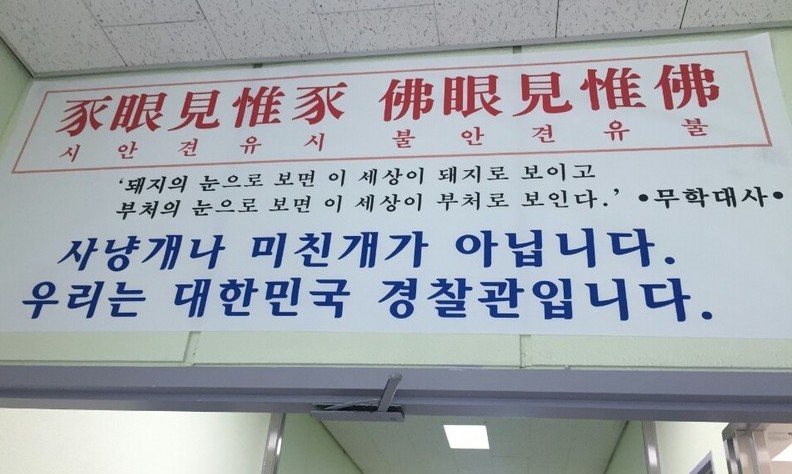 豕眼見惟豕 佛眼見惟佛
시안견유시 불안견유불
'돼지의 눈으로 보면 이 세상이 돼지로 보이고
부처의 눈으로 보면 이 세상이 부처로 보인다.' •무학대사•
사냥개나 미친개가 아닙니다.
우리는 대한민국 경찰관입니다.